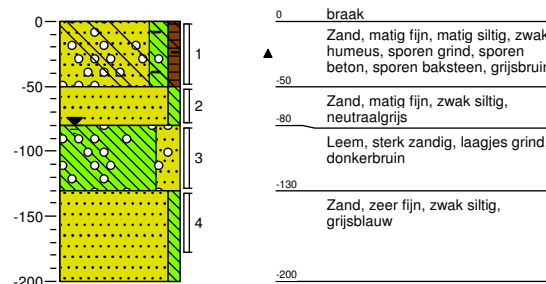 0
-50
-100
-150
-200
1
2
3
4
0 braak
Zand, matig fijn, matig siltig, zwak
humeus, sporen grind, sporen
beton, sporen baksteen, grijsbruin
-50
Zand, matig fijn, zwak siltig,
neutraalgrijs
-80
Leem, sterk zandig, laagjes grind,
donkerbruin
-130
Zand, zeer fijn, zwak siltig,
grijsblauw
-200